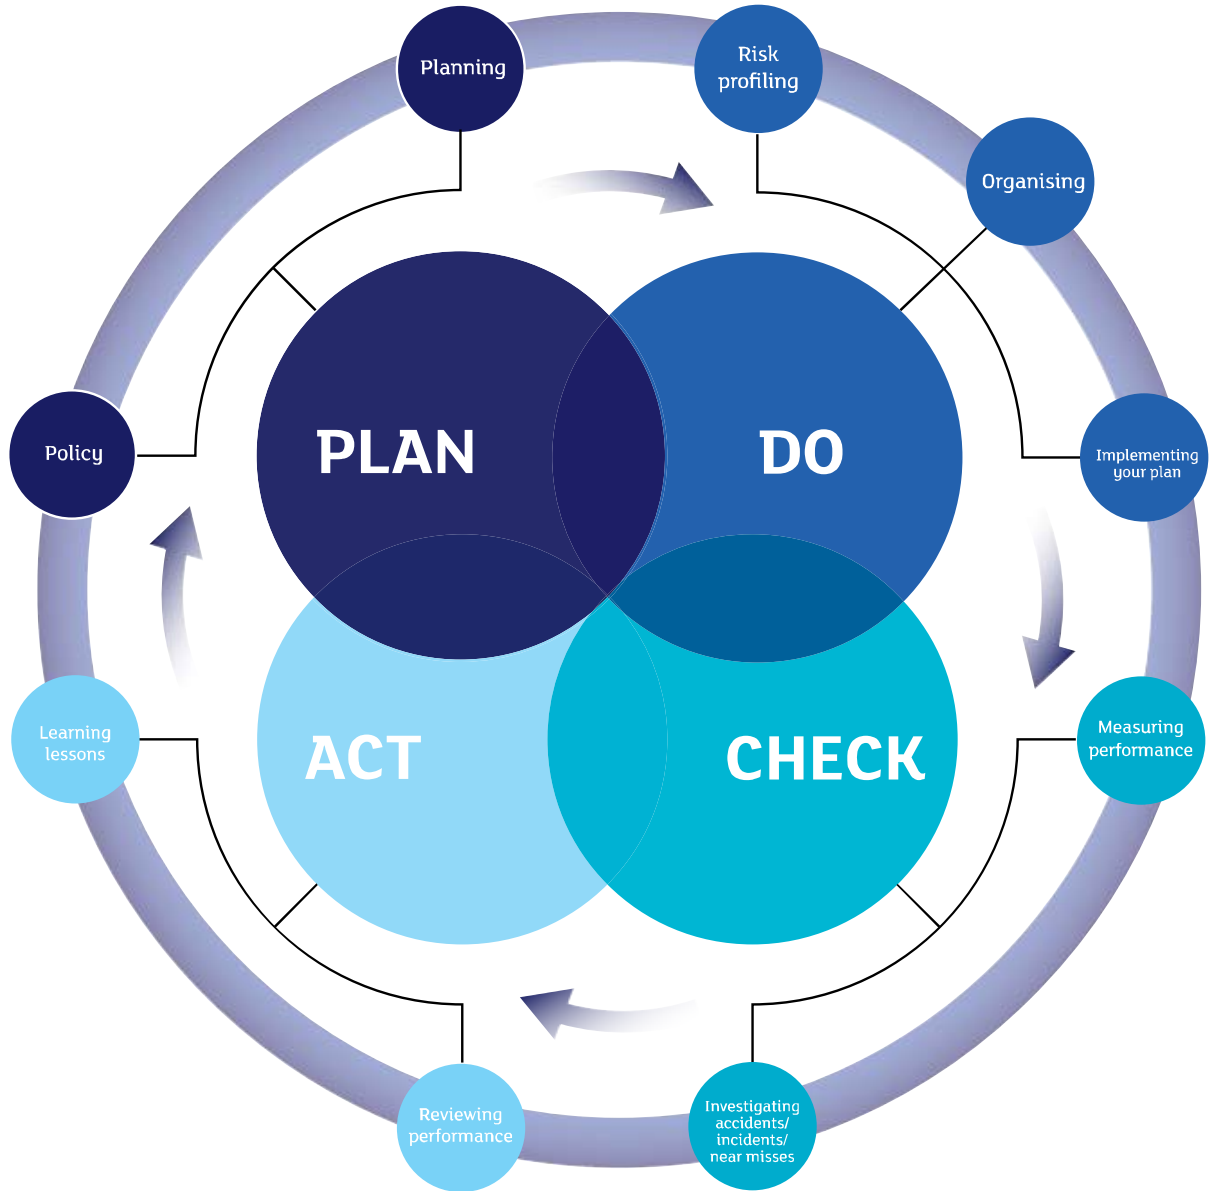 Planning
Risk
profiling
Organising
Policy
PLAN
DO
Implementing
your plan
Learning
lessons
ACT
CHECK
Measuring
performance
Reviewing
performance
Investigating
accidents/
incidents/
near misses